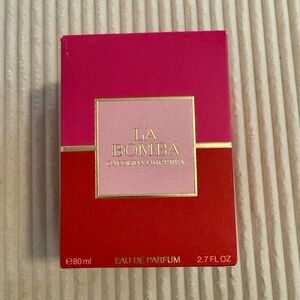 LA
BOMBA
CAROLINA HERRERA
℮80 ml EAU DE PARFUM 2.7 FL OZ